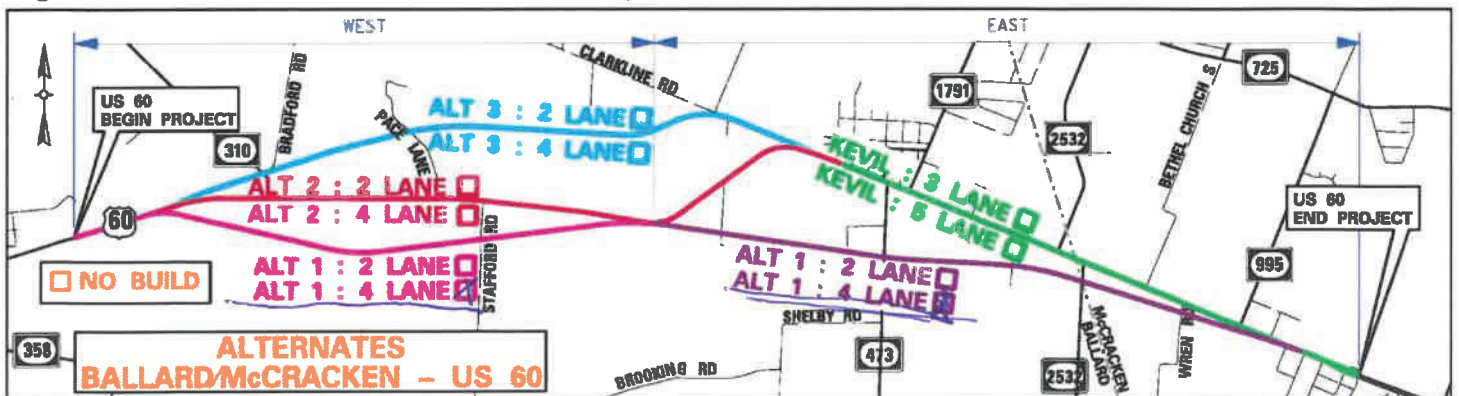 WEST
EAST
US 60
BEGIN PROJECT
BRADFORD RD
310
PACE LANE
CLARKLINE RD
ALT 3 : 2 LANE
ALT 3 : 4 LANE
1791
2532
BETHEL CHURCH S
725
KEVIL : 3 LANE
KEVIL : 5 LANE
ALT 2 : 2 LANE
ALT 2 : 4 LANE
60
STAFFORD RD
US 60
END PROJECT
NO BUILD
ALT 1 : 2 LANE
ALT 1 : 4 LANE
ALT 1 : 2 LANE
ALT 1 : 4 LANE
995
SHELBY RD
McCRACKEN
BALLARD
WREN RD
358
ALTERNATES
BALLARD/McCRACKEN - US 60
BROOKING RD
473
2532